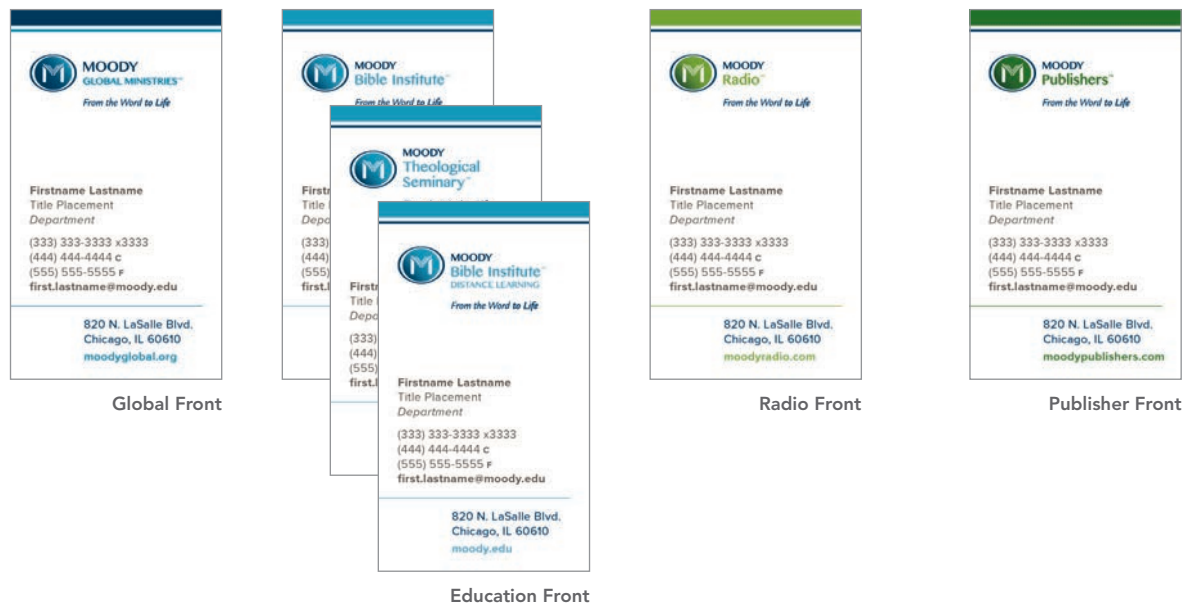 M
MOODY
GLOBAL MINISTRIES™
From the Word to Life
Firstname Lastname
Title Placement
Department
(333) 333-3333 x3333
(444) 444-4444 C
(555) 555-5555 F
first.lastname@moody.edu
820 N. LaSalle Blvd.
Chicago, IL 60610
moodyglobal.org
Global Front
M
MOODY
Bible Institute™
From the Word to Life
Title
(333)
(444)
(555)
M
MOODY
Theological
Seminary™
Title
(333)
(444)
(555)
M
MOODY
Bible Institute™
DISTANCE LEARNING
From the Word to Life
Firstname Lastname
Title Placement
Department
(333) 333-3333 x3333
(444) 444-4444 C
(555) 555-5555 F
first.lastname@moody.edu
820 N. LaSalle Blvd.
Chicago, IL 60610
moody.edu
Education Front
M
MOODY
Radio™
From the Word to Life
Firstname Lastname
Title Placement
Department
(333) 333-3333 x3333
(444) 444-4444 C
(555) 555-5555 F
first.lastname@moody.edu
820 N. LaSalle Blvd.
Chicago, IL 60610
moodyradio.com
Radio Front
M
MOODY
Publishers™
From the Word to Life
Firstname Lastname
Title Placement
Department
(333) 333-3333 x3333
(444) 444-4444 C
(555) 555-5555 F
first.lastname@moody.edu
820 N. LaSalle Blvd.
Chicago, IL 60610
moodypublishers.com
Publisher Front